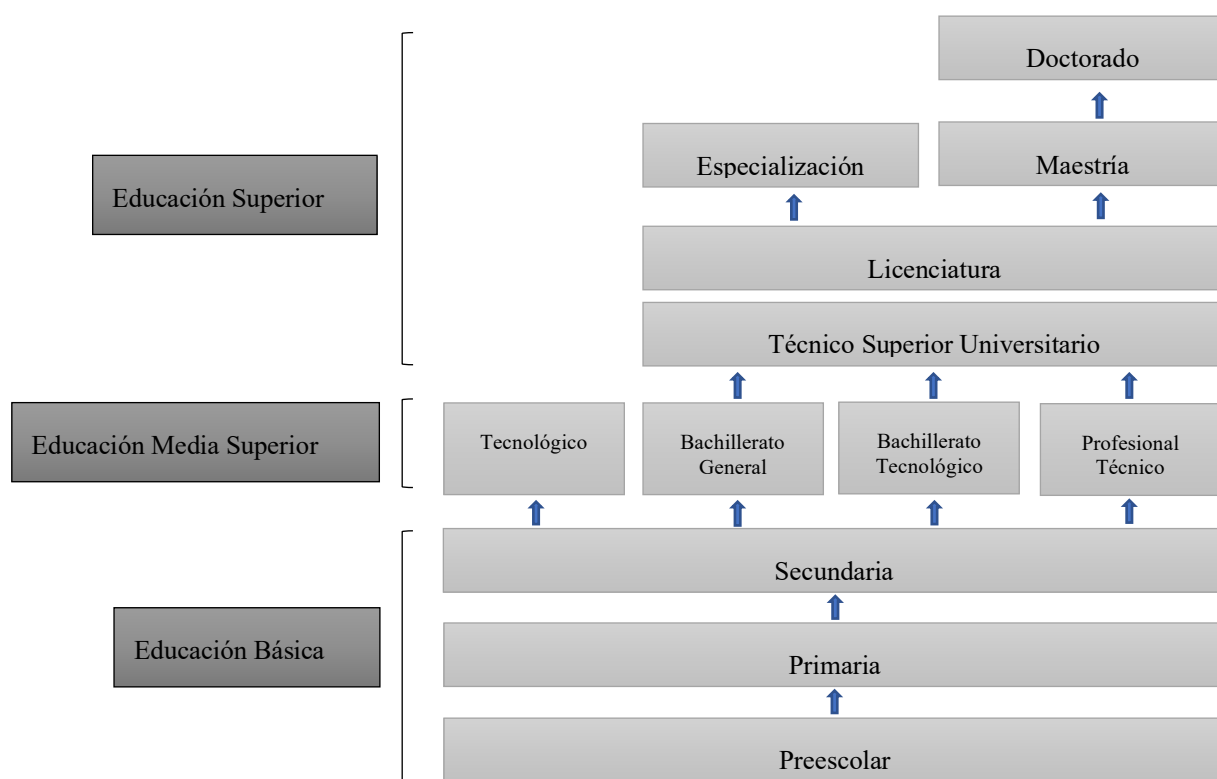 Doctorado
Especialización
Maestría
Educación Superior
Licenciatura
Técnico Superior Universitario
Educación Media Superior
Tecnológico
Bachillerato
General
Bachillerato
Tecnológico
Profesional
Técnico
Secundaria
Educación Básica
Primaria
Preescolar